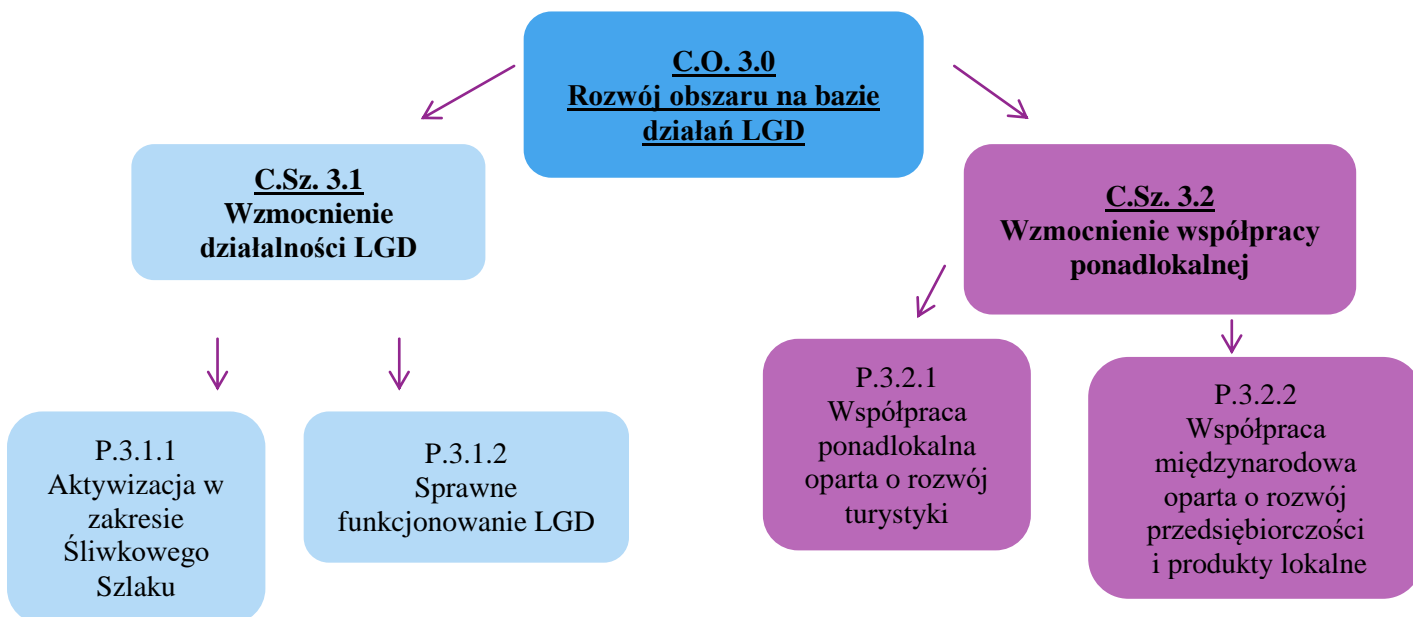 C.O. 3.0
Rozwój obszaru na bazie
działań LGD
C.Sz. 3.1
Wzmocnienie
działalności LGD
C.Sz. 3.2
Wzmocnienie współpracy
ponadlokalnej
P.3.1.1
Aktywizacja w
zakresie
Śliwkowego
Szlaku
P.3.1.2
Sprawne
funkcjonowanie LGD
P.3.2.1
Współpraca
ponadlokalna
oparta o rozwój
turystyki
P.3.2.2
Współpraca
międzynarodowa
oparta o rozwój
przedsiębiorczości
i produkty lokalne